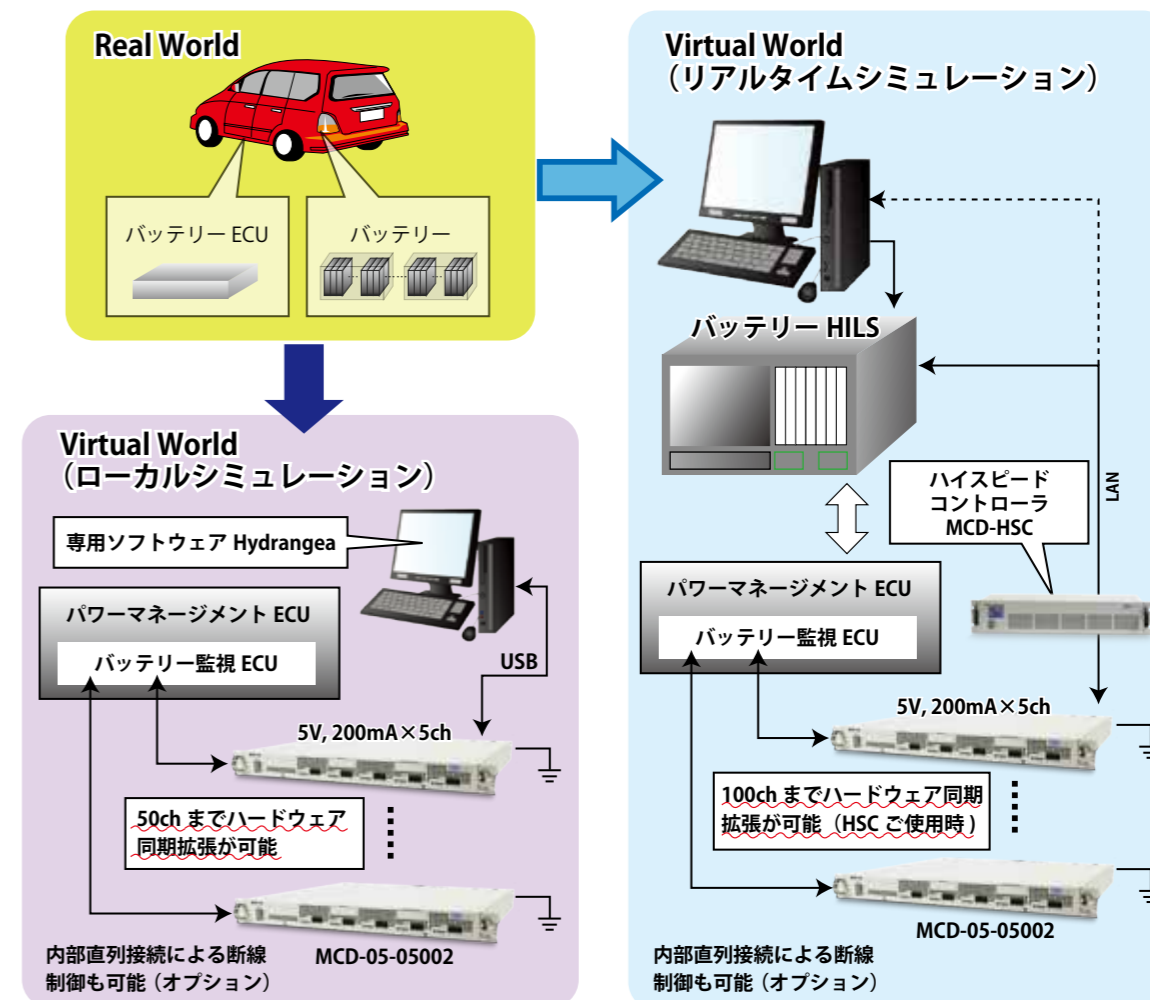 Real World
バッテリー ECU
バッテリー
Virtual World
（ローカルシミュレーション）
専用ソフトウェア Hydrangea
パワーマネージメント ECU
バッテリー監視 ECU
USB
5V, 200mA×5ch
50ch までハードウェア
同期拡張が可能
MCD-05-05002
内部直列接続による断線
制御も可能（オプション）
Virtual World
（リアルタイムシミュレーション）
バッテリー HILS
LAN
ハイスピード
コントローラ
MCD-HSC
パワーマネージメント ECU
バッテリー監視 ECU
5V, 200mA×5ch
100ch までハードウェア同期
拡張が可能（HSC ご使用時 )
MCD-05-05002
内部直列接続による断線
制御も可能（オプション）